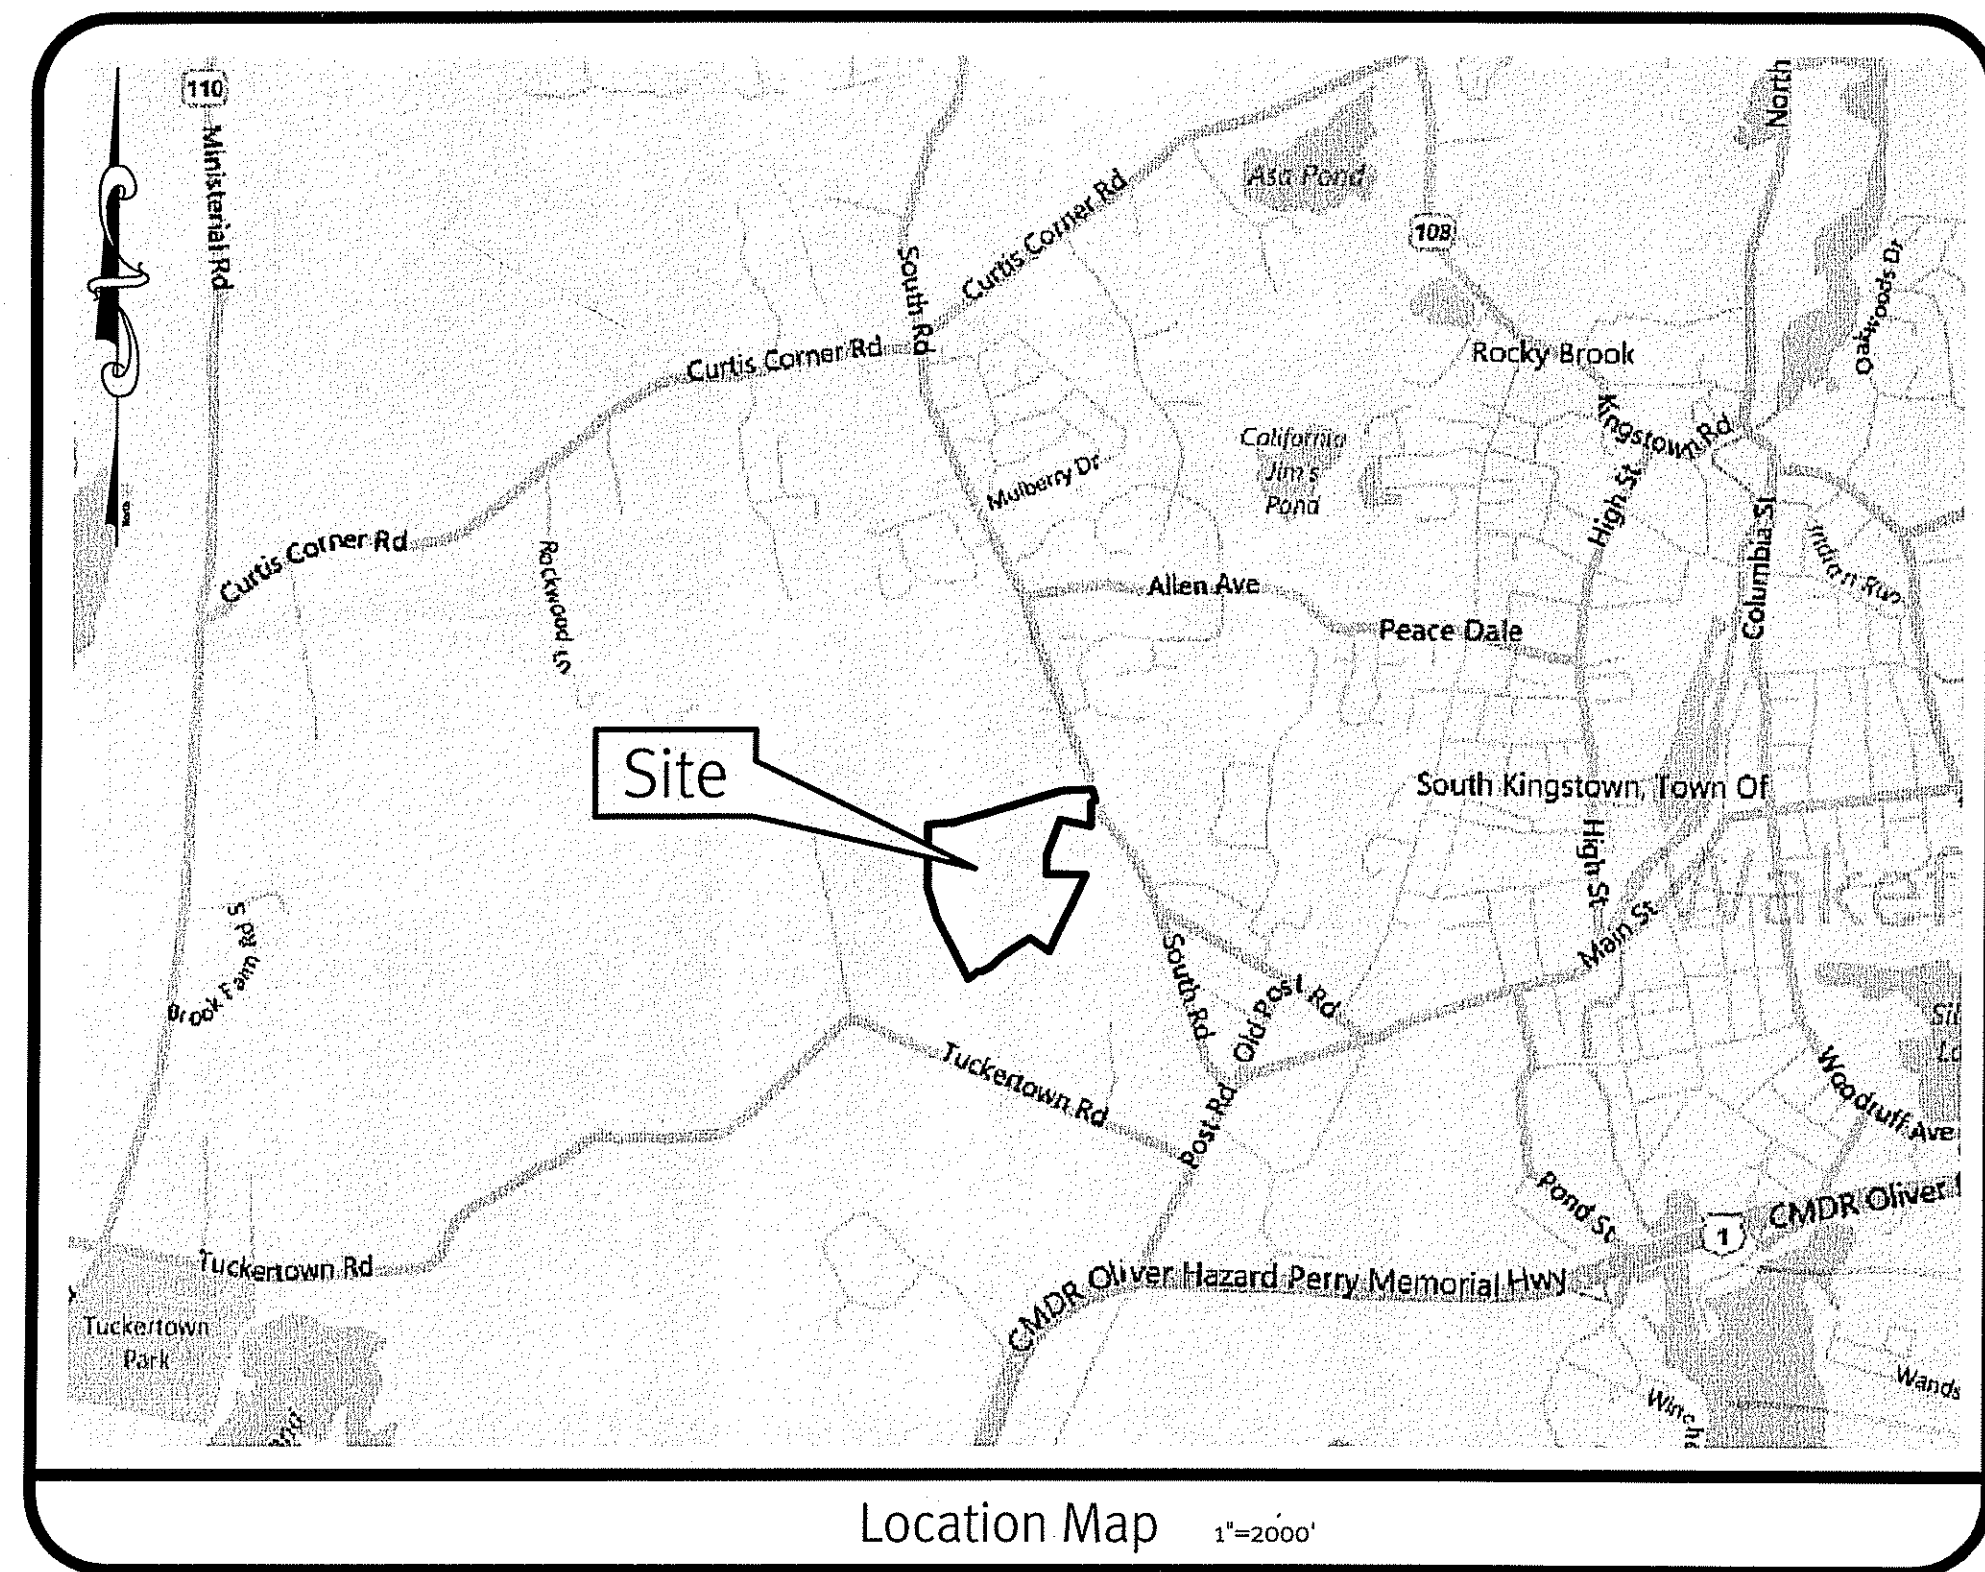 110
Ministerial Rd
North
North
Asa Pond
Curtis Corner Rd
108
South Rd
Oakwoods Dr
Curtis Corner Rd
Rocky Brook
Kingstown Rd
California
Jim's
Pond
Mulberry Dr
High St
Columbia St
Indian Run
Curtis Corner Rd
Rockwood
Allen Ave
Peace Dale
Site
South Kingstown, Town Of
High St
Main St
Brook Farm Rd S
South Rd
Old Post Rd
Tuckertown Rd
Post Rd
Woodruff Ave
Pond St
1
CMDR Oliver
Tuckertown Rd
CMDR Oliver Hazard Perry Memorial Hwy
Tuckertown
Park
Wands
Winche
Location Map 1"=2000'